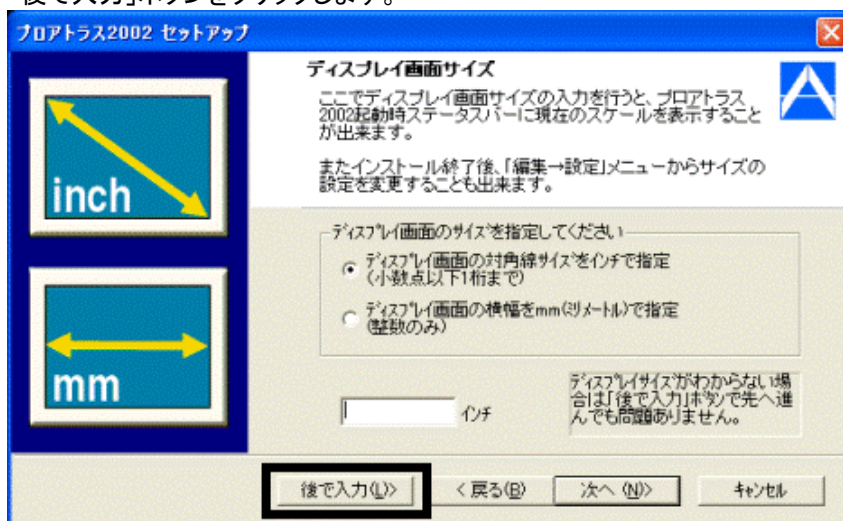 後で入力」ボタンをクリックします。
プロアトラス2002 セットアップ
ディスプレイ画面サイズ
ここでディスプレイ画面サイズの入力を行うと、プロアトラス
2002起動時ステータスバーに現在のスケールを表示すること
が出来ます。
またインストール終了後、「編集→設定」メニューからサイズの
設定を変更することも出来ます。
inch
ディスプレイ画面のサイズを指定してください
ディスプレイ画面の対角線サイズをインチで指定
(小数点以下1桁まで)
ディスプレイ画面の横幅をmm(ミリメートル)で指定
(整数のみ)
mm
インチ
ディスプレイサイズがわからない場
合は「後で入力」ボタンで先へ進
んでも問題ありません。
後で入力(L)>
< 戻る(B)
次へ (N)>
キャンセル